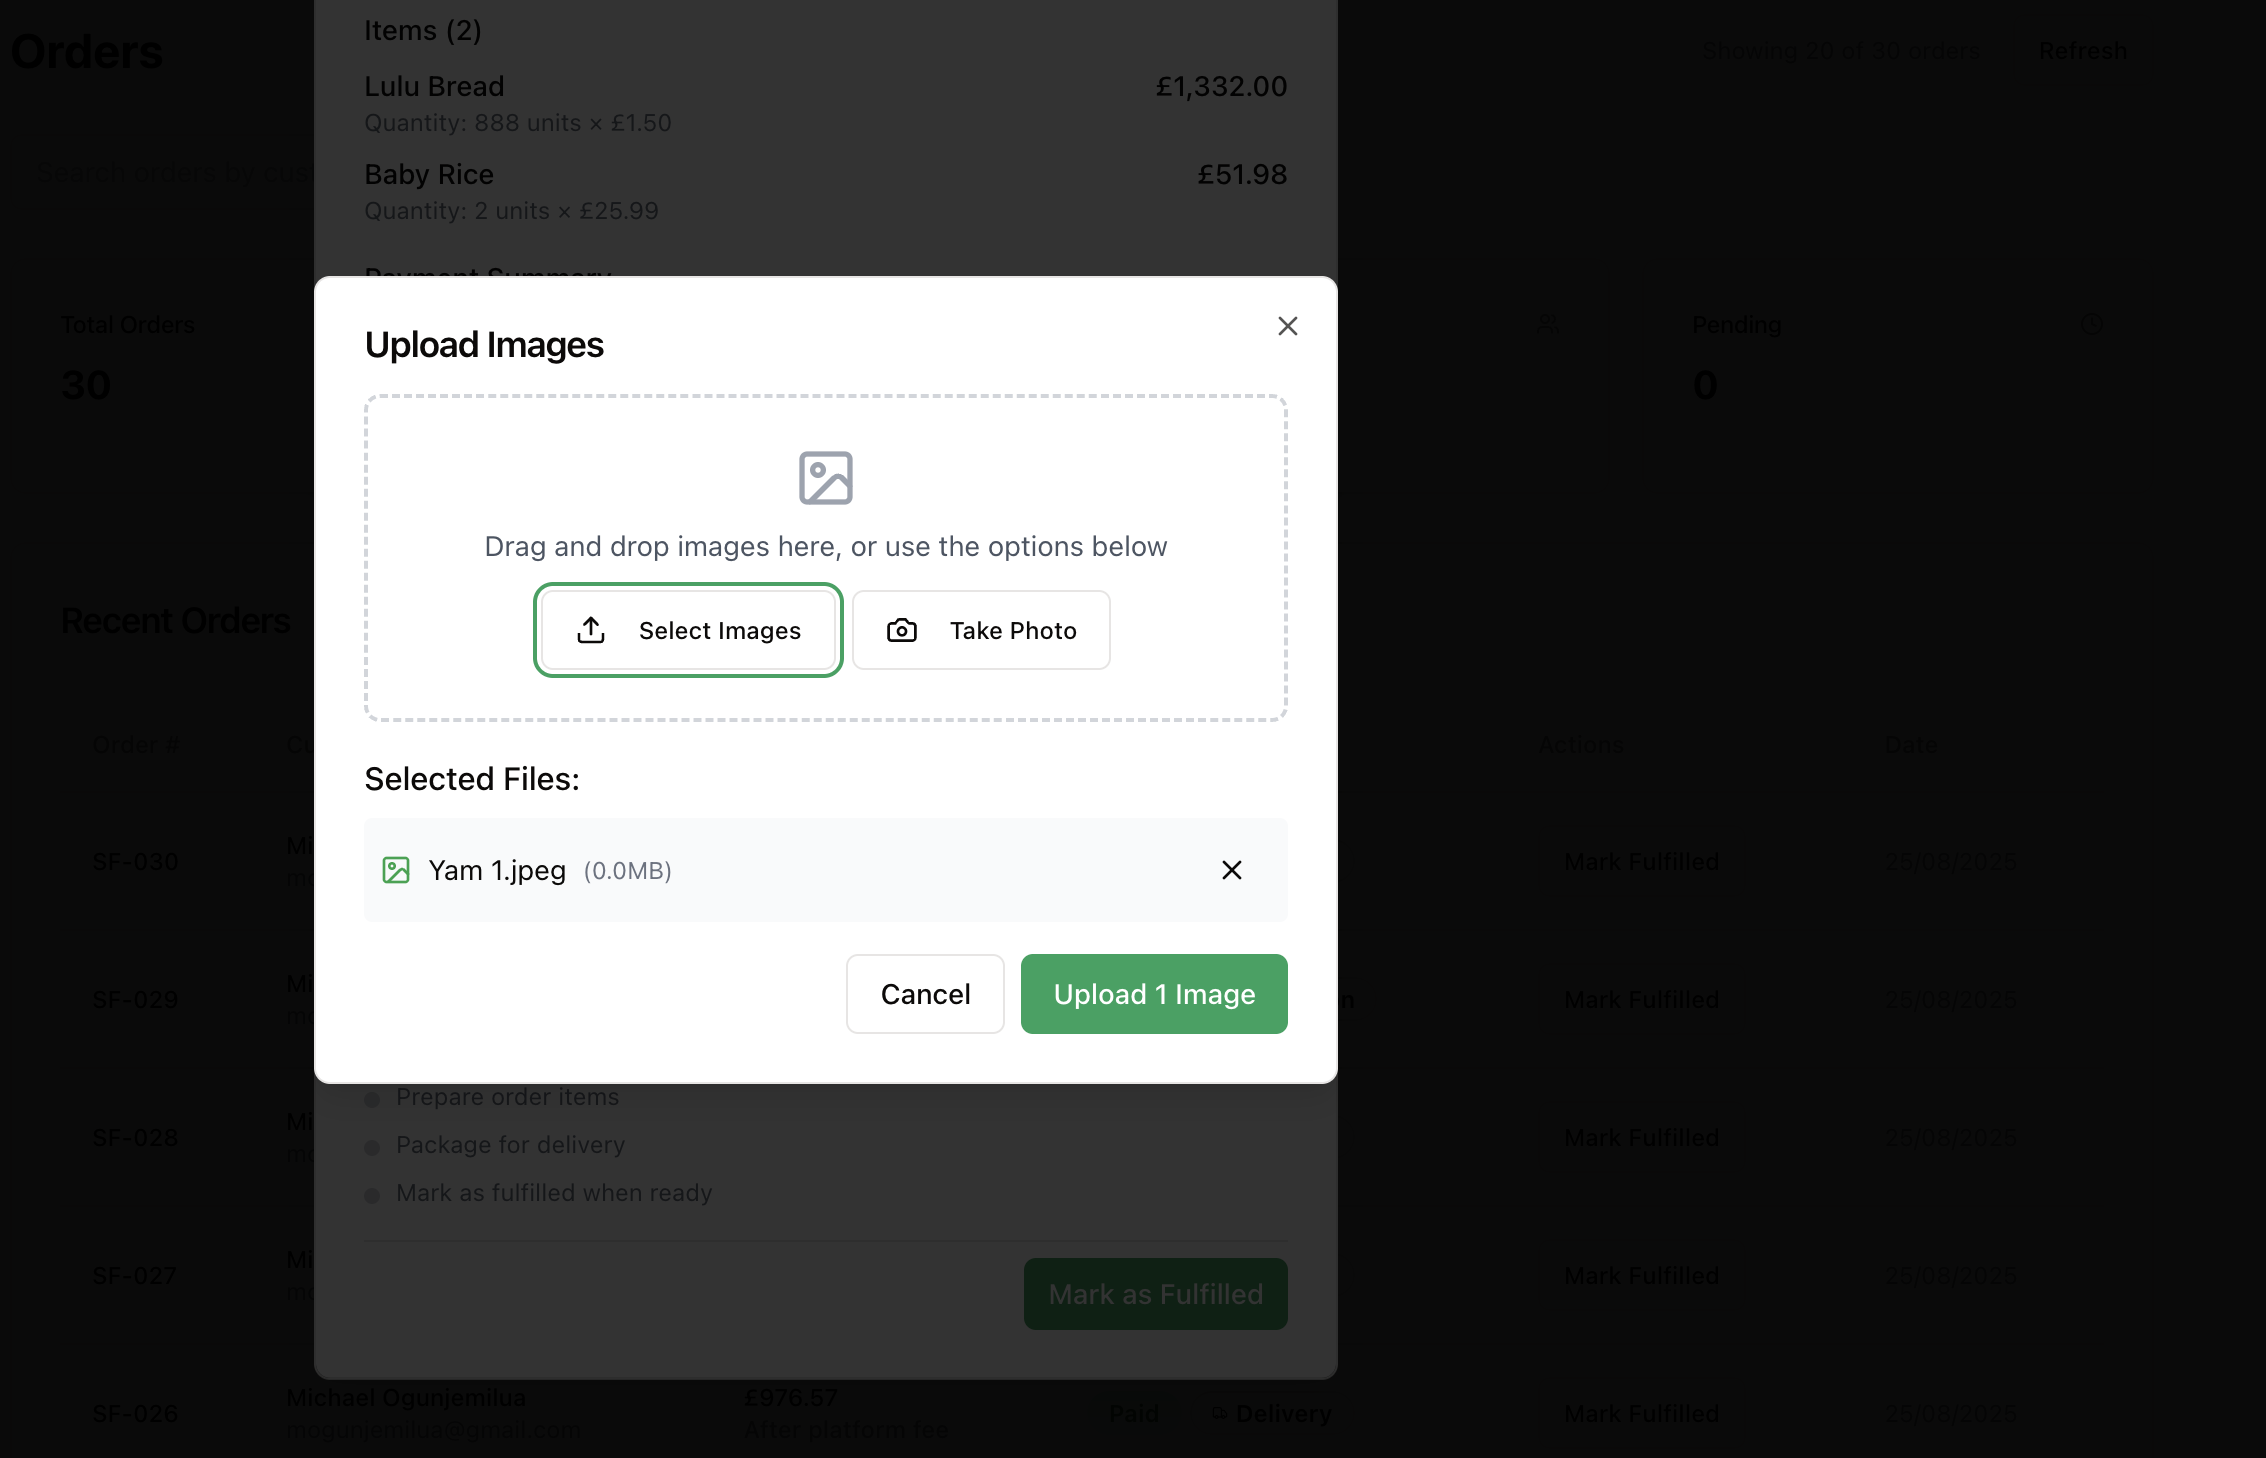 Orders
Showing 20 of 30 orders
Refresh
Search orders by cust
Total Orders
30
Pending
0
Recent Orders
Order #
Actions
Date
Items (2)
Lulu Bread
£1,332.00
Quantity: 888 units × £1.50
Baby Rice
£51.98
Quantity: 2 units × £25.99
Payment Summary
Upload Images
Drag and drop images here, or use the options below
Select Images
Take Photo
Selected Files:
Yam 1.jpeg (0.0MB)
Cancel
Upload 1 Image
Prepare order items
Package for delivery
Mark as fulfilled when ready
Mark as Fulfilled
SF-030
Mark Fulfilled
25/08/2025
SF-029
Mark Fulfilled
25/08/2025
SF-028
Mark Fulfilled
25/08/2025
SF-027
Mark Fulfilled
25/08/2025
SF-026
Michael Ogunjemilua
mogunjemilua@gmail.com
£976.57
After platform fee
Paid
Delivery
Mark Fulfilled
25/08/2025